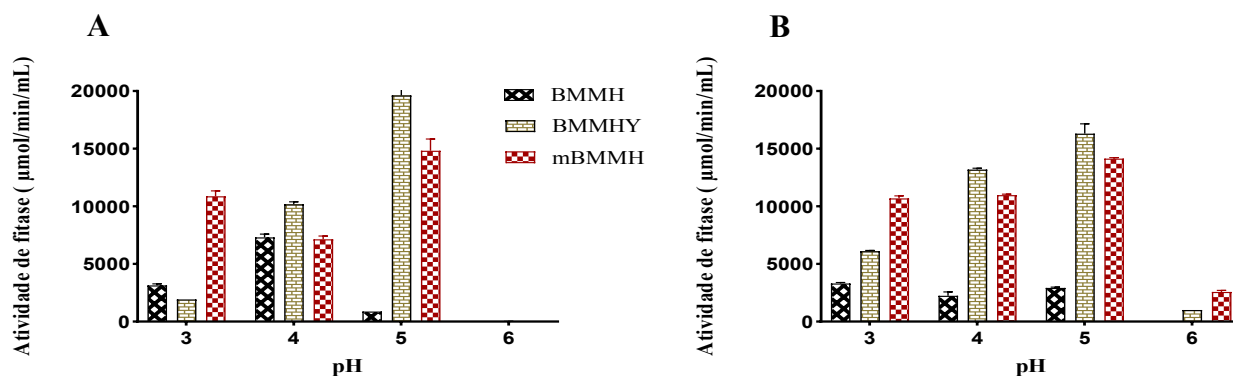 A
Atividade de fitase ( µmol/min/mL)
20000
15000
10000
5000
0
3 4 5 6
pH
BMMH
BMMHY
mBMMH
B
Atividade de fitase ( µmol/min/mL)
20000
15000
10000
5000
0
3 4 5 6
pH